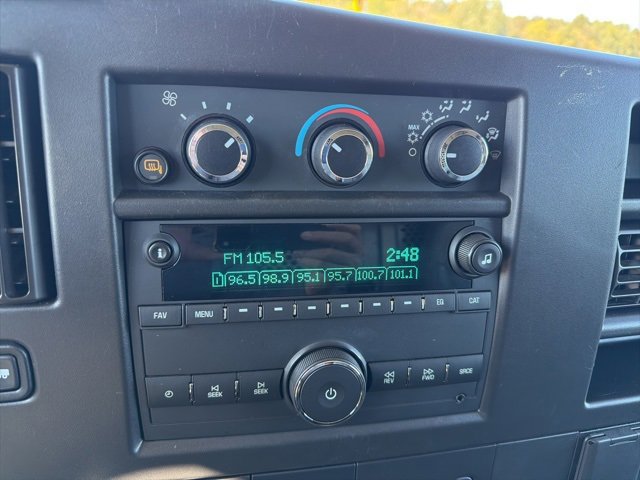 MAX
FM 105.5 2:48
1 96.5 98.9 95.1 95.7 100.7 101.1
i
FAV MENU EQ CAT
SEEK SEEK REV FWD SRCE